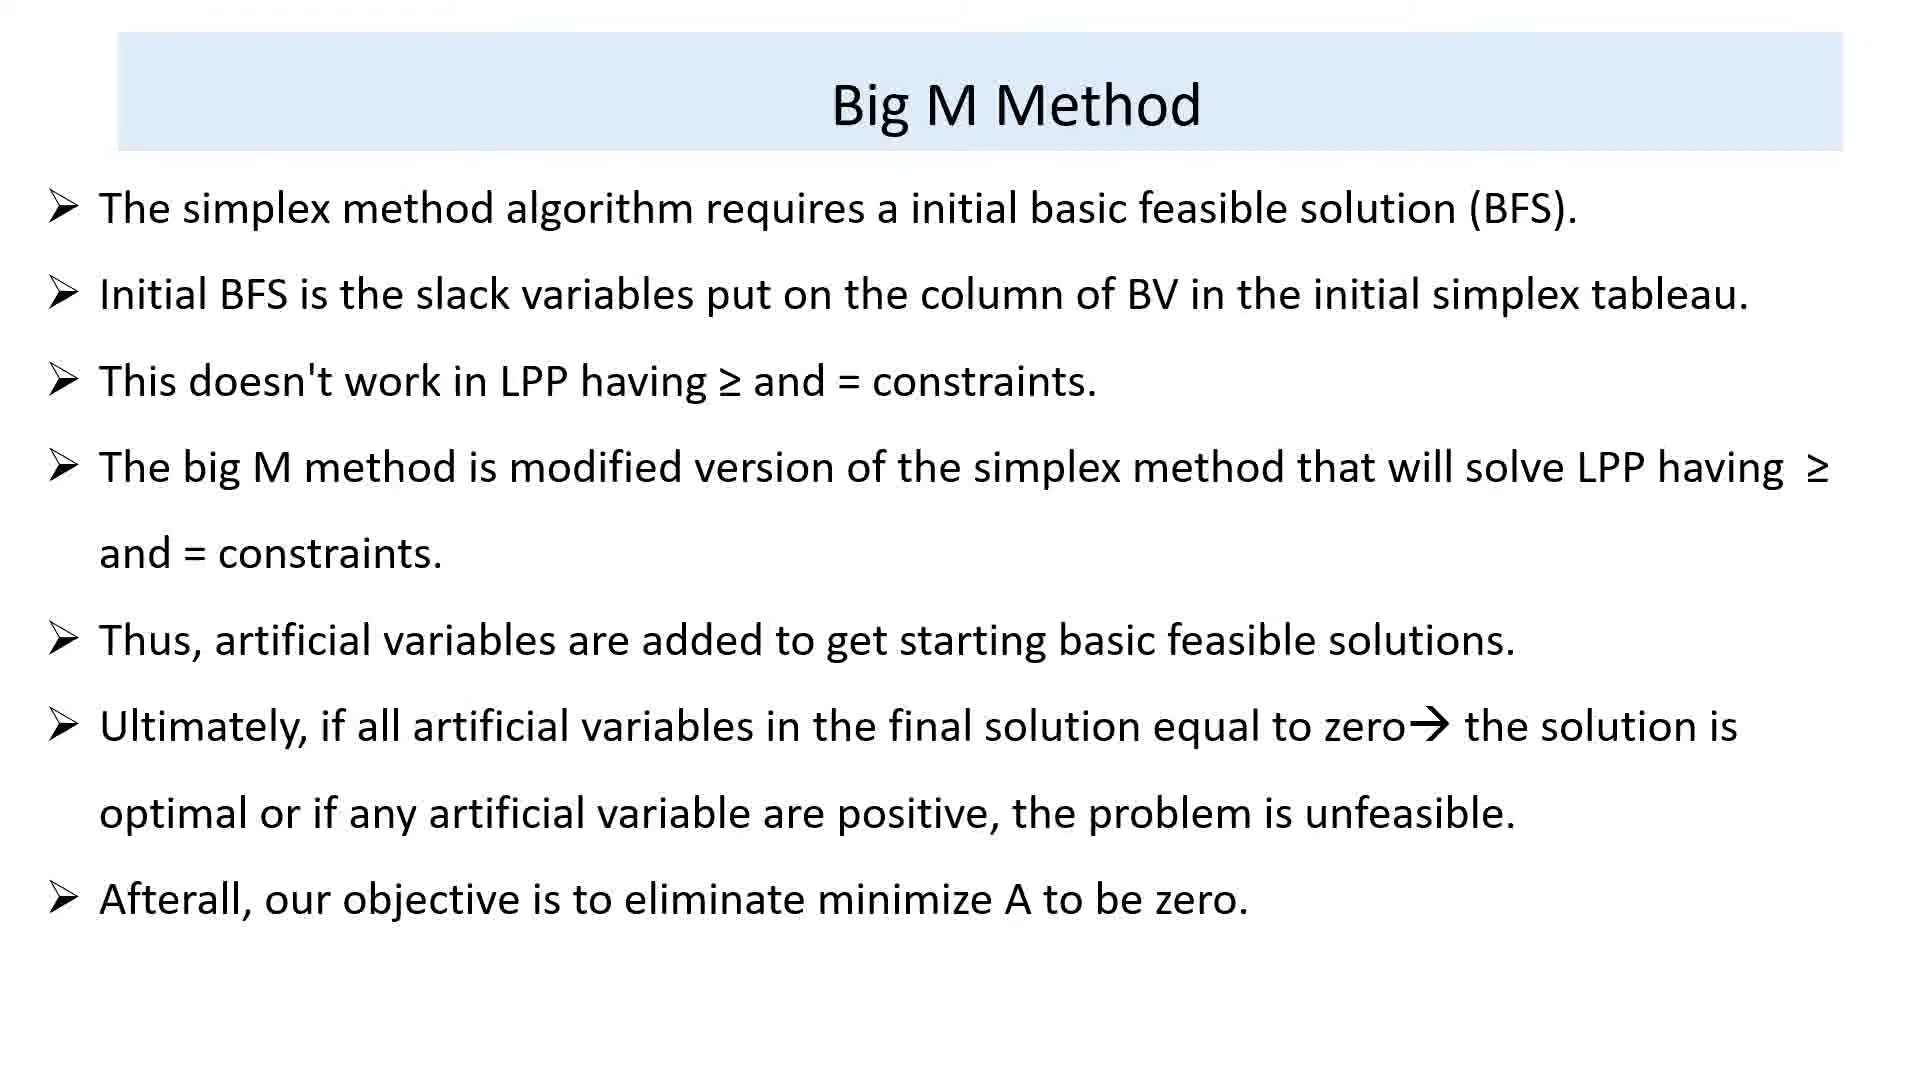 Big M Method
➢ The simplex method algorithm requires a initial basic feasible solution (BFS).
➢ Initial BFS is the slack variables put on the column of BV in the initial simplex tableau.
➢ This doesn't work in LPP having ≥ and = constraints.
➢ The big M method is modified version of the simplex method that will solve LPP having ≥
and = constraints.
➢ Thus, artificial variables are added to get starting basic feasible solutions.
➢ Ultimately, if all artificial variables in the final solution equal to zero→ the solution is
optimal or if any artificial variable are positive, the problem is unfeasible.
➢ Afterall, our objective is to eliminate minimize A to be zero.